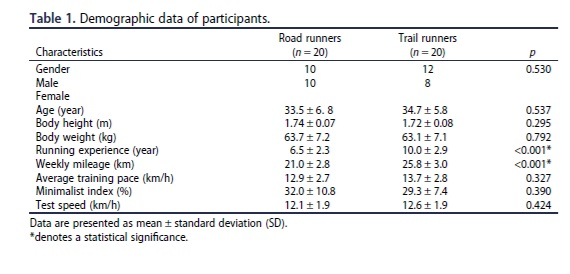 Table 1. Demographic data of participants.
Road runners Trail runners
Characteristics (n = 20) (n = 20) p
Gender 10 12 0.530
Male 10 8
Female
Age (year) 33.5 ± 6. 8 34.7 ± 5.8 0.537
Body height (m) 1.74 ± 0.07 1.72 ± 0.08 0.295
Body weight (kg) 63.7 ± 7.2 63.1 ± 7.1 0.792
Running experience (year) 6.5 ± 2.3 10.0 ± 2.9 <0.001*
Weekly mileage (km) 21.0 ± 2.8 25.8 ± 3.0 <0.001*
Average training pace (km/h) 12.9 ± 2.7 13.7 ± 2.8 0.327
Minimalist index (%) 32.0 ± 10.8 29.3 ± 7.4 0.390
Test speed (km/h) 12.1 ± 1.9 12.6 ± 1.9 0.424
Data are presented as mean ± standard deviation (SD).
*denotes a statistical significance.